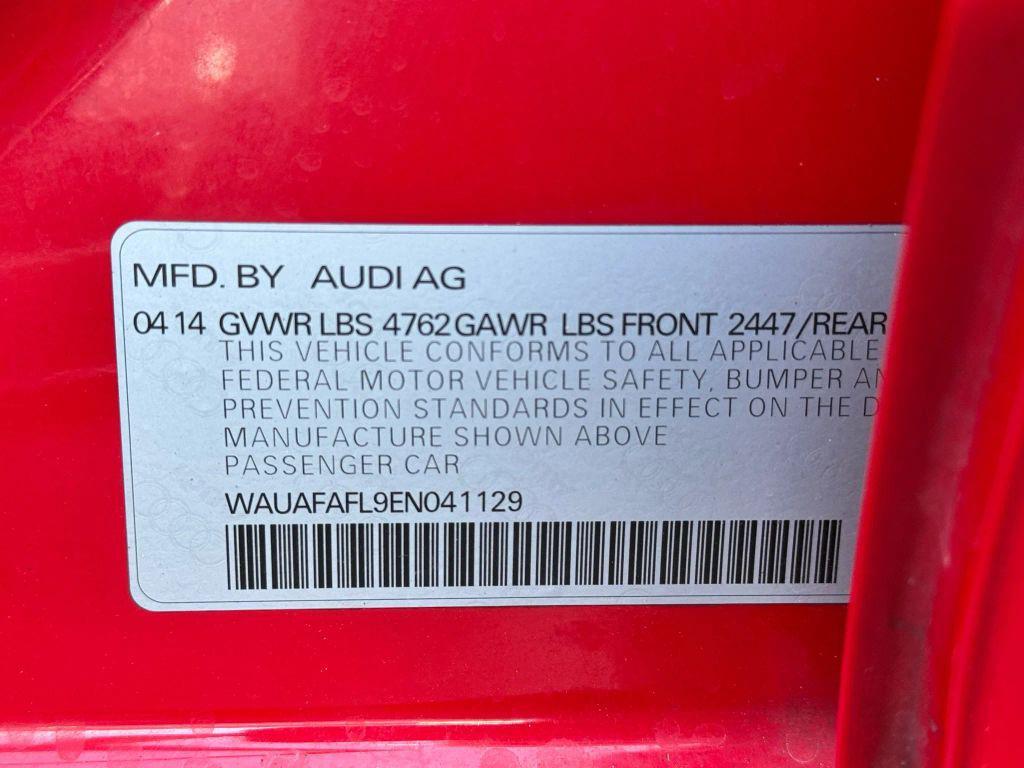 MFD. BY AUDI AG
04 14 GVWR LBS 4762 GAWR LBS FRONT 2447/REAR
THIS VEHICLE CONFORMS TO ALL APPLICABLE
FEDERAL MOTOR VEHICLE SAFETY, BUMPER
PREVENTION STANDARDS IN EFFECT ON THE
MANUFACTURE SHOWN ABOVE
PASSENGER CAR
WAUAFAFL9EN041129